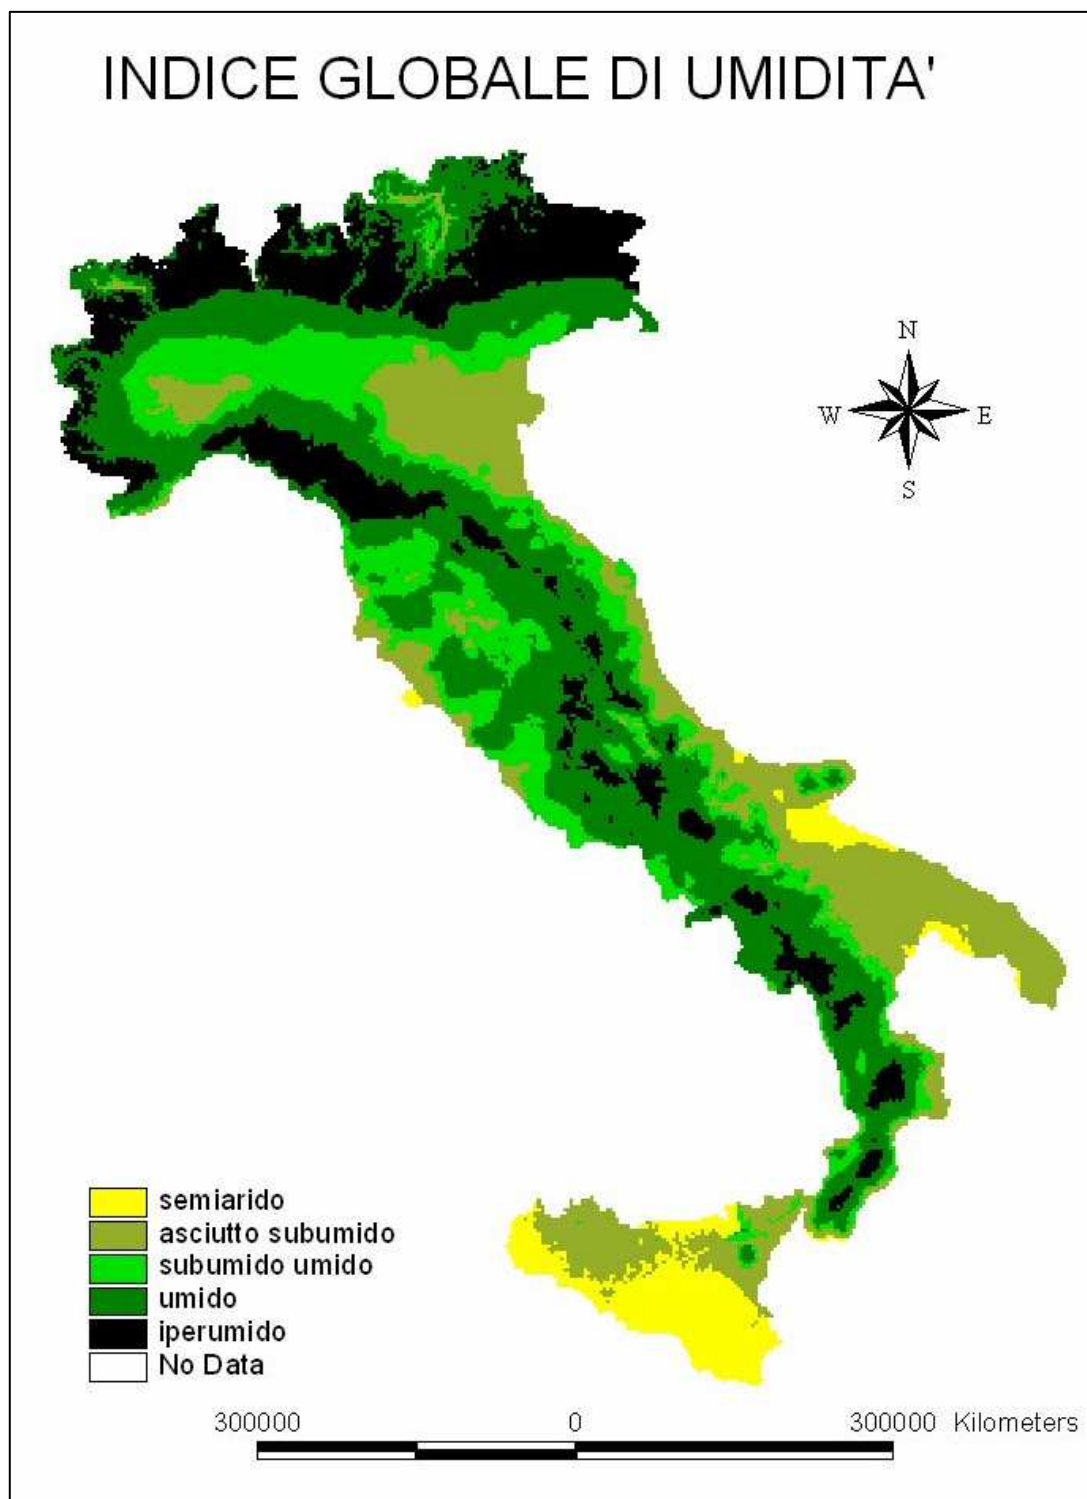 INDICE GLOBALE DI UMIDITA'
N
W E
S
semiarido
asciutto subumido
subumido umido
umido
iperumido
No Data
300000 0 300000 Kilometers